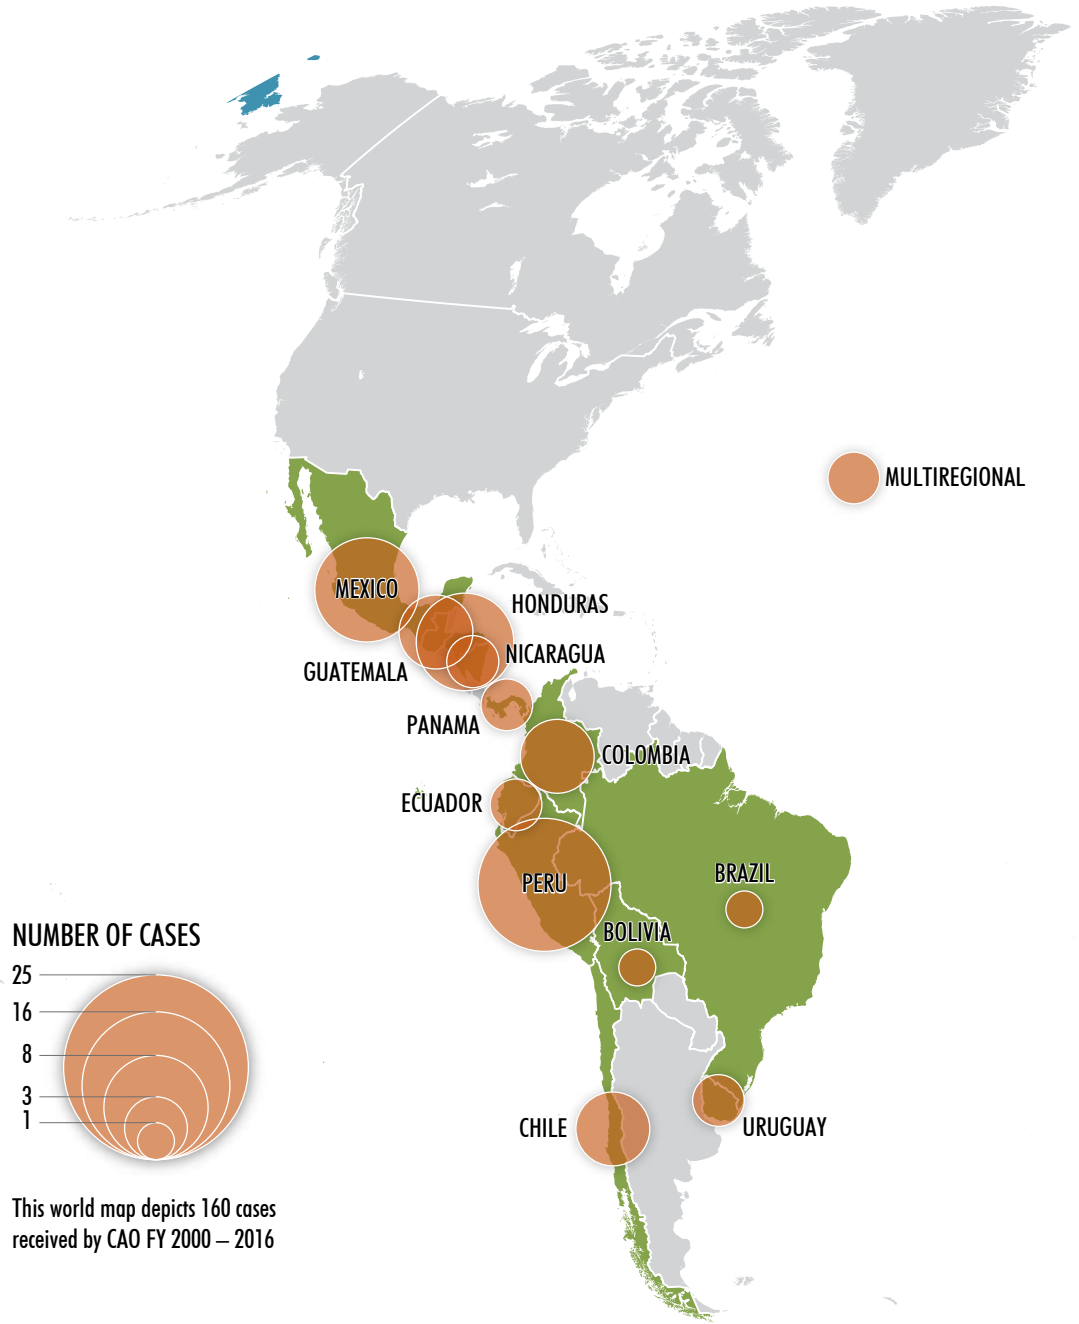 MULTIREGIONAL
MEXICO
HONDURAS
NICARAGUA
GUATEMALA
PANAMA
COLOMBIA
ECUADOR
PERU
BRAZIL
BOLIVIA
CHILE
URUGUAY
NUMBER OF CASES
25
16
8
3
1
This world map depicts 160 cases
received by CAO FY 2000 – 2016